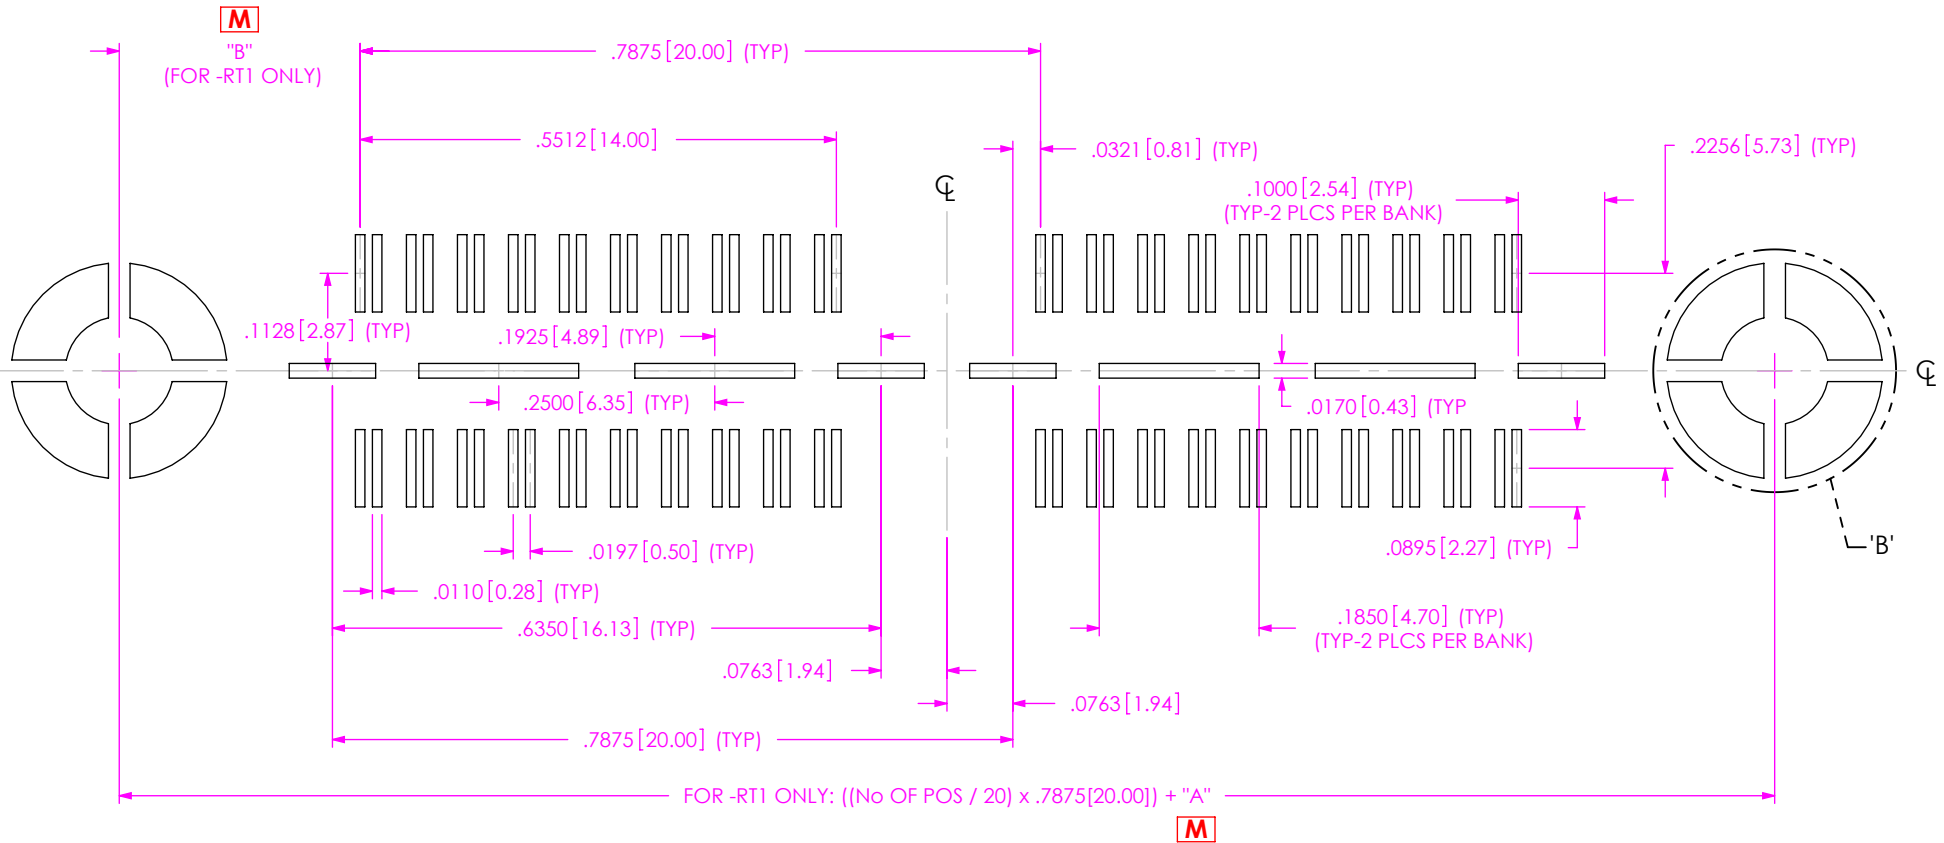 M
"B"
(FOR -RT1 ONLY)
.7875[20.00] (TYP)
.5512[14.00]
.0321[0.81] (TYP)
.2256[5.73] (TYP)
.1000[2.54] (TYP)
(TYP-2 PLCS PER BANK)
℄
.1128[2.87] (TYP)
.1925[4.89] (TYP)
℄
.2500[6.35] (TYP)
.0170[0.43] (TYP
.0197[0.50] (TYP)
.0895[2.27] (TYP)
'B'
.0110[0.28] (TYP)
.6350[16.13] (TYP)
.1850[4.70] (TYP)
(TYP-2 PLCS PER BANK)
.0763[1.94]
.0763[1.94]
.7875[20.00] (TYP)
FOR -RT1 ONLY: ((No OF POS / 20) x .7875[20.00]) + "A"
M